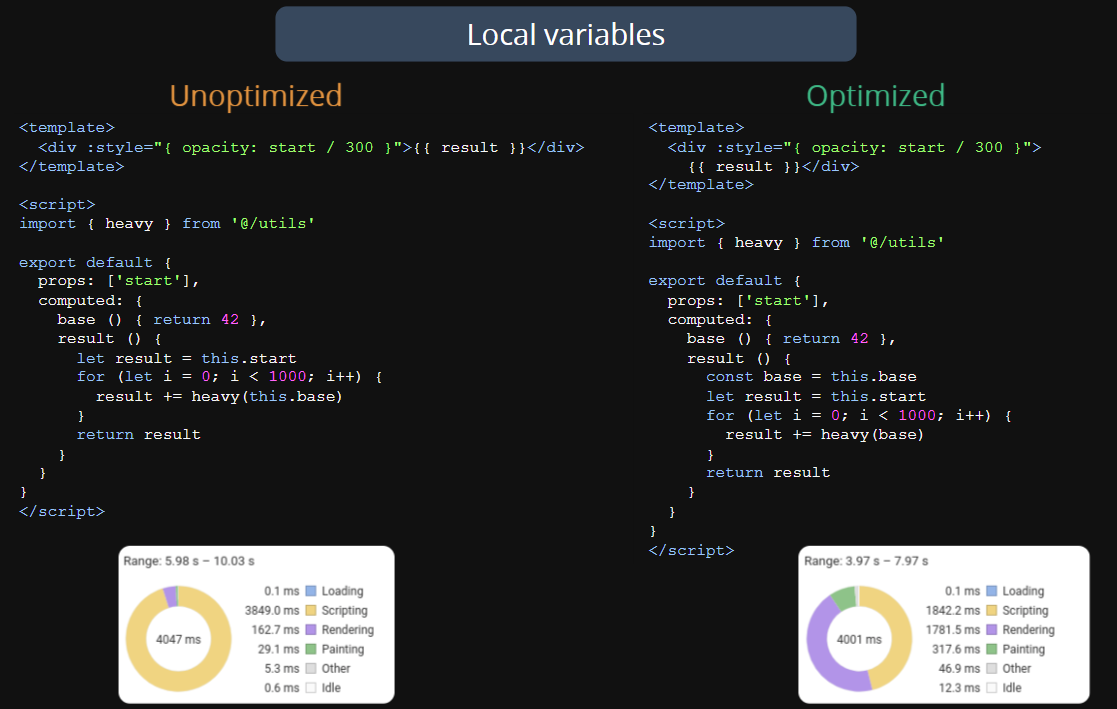 Local variables
Unoptimized
<template>
  <div :style="{ opacity: start / 300 }">{{ result }}</div>
</template>

<script>
import { heavy } from '@/utils'

export default {
  props: ['start'],
  computed: {
    base () { return 42 },
    result () {
      let result = this.start
      for (let i = 0; i < 1000; i++) {
        result += heavy(this.base)
      }
      return result
    }
  }
}
</script>
Range: 5.98 s – 10.03 s
4047 ms
0.1 ms Loading
3849.0 ms Scripting
162.7 ms Rendering
29.1 ms Painting
5.3 ms Other
0.6 ms Idle
Optimized
<template>
  <div :style="{ opacity: start / 300 }">
    {{ result }}</div>
</template>

<script>
import { heavy } from '@/utils'

export default {
  props: ['start'],
  computed: {
    base () { return 42 },
    result () {
      const base = this.base
      let result = this.start
      for (let i = 0; i < 1000; i++) {
        result += heavy(base)
      }
      return result
    }
  }
}
</script>
Range: 3.97 s – 7.97 s
4001 ms
0.1 ms Loading
1842.2 ms Scripting
1781.5 ms Rendering
317.6 ms Painting
46.9 ms Other
12.3 ms Idle